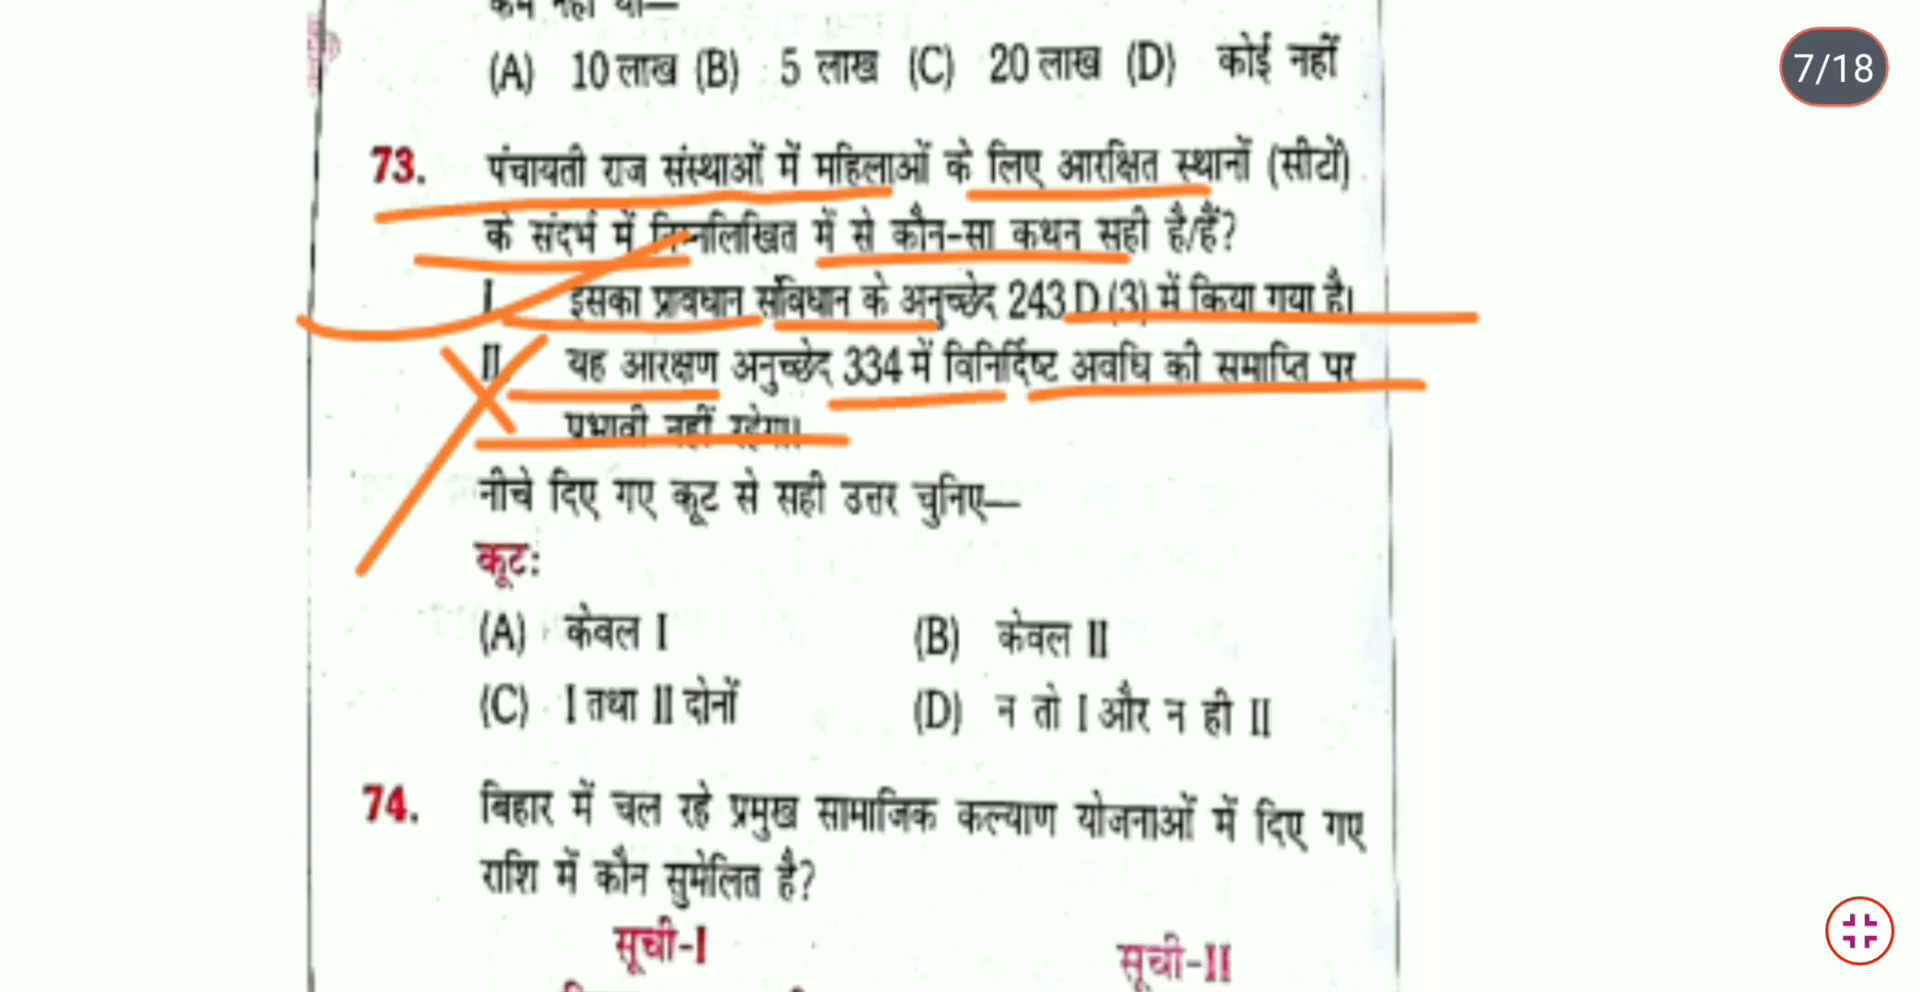 7/18
(A) 10 लाख (B) 5 लाख (C) 20 लाख (D) कोई नहीं
73. पंचायती राज संस्थाओं में महिलाओं के लिए आरक्षित स्थानों (सीटों)
के संदर्भ में निम्नलिखित में से कौन-सा कथन सही है/हैं?
I इसका प्रावधान संविधान के अनुच्छेद 243 D (3) में किया गया है।
II यह आरक्षण अनुच्छेद 334 में विनिर्दिष्ट अवधि की समाप्ति पर
प्रभावी नहीं रहेगा।
नीचे दिए गए कूट से सही उत्तर चुनिए—
कूट:
(A) केवल I (B) केवल II
(C) I तथा II दोनों (D) न तो I और न ही II
74. बिहार में चल रहे प्रमुख सामाजिक कल्याण योजनाओं में दिए गए
राशि में कौन सुमेलित है?
सूची-I सूची-II